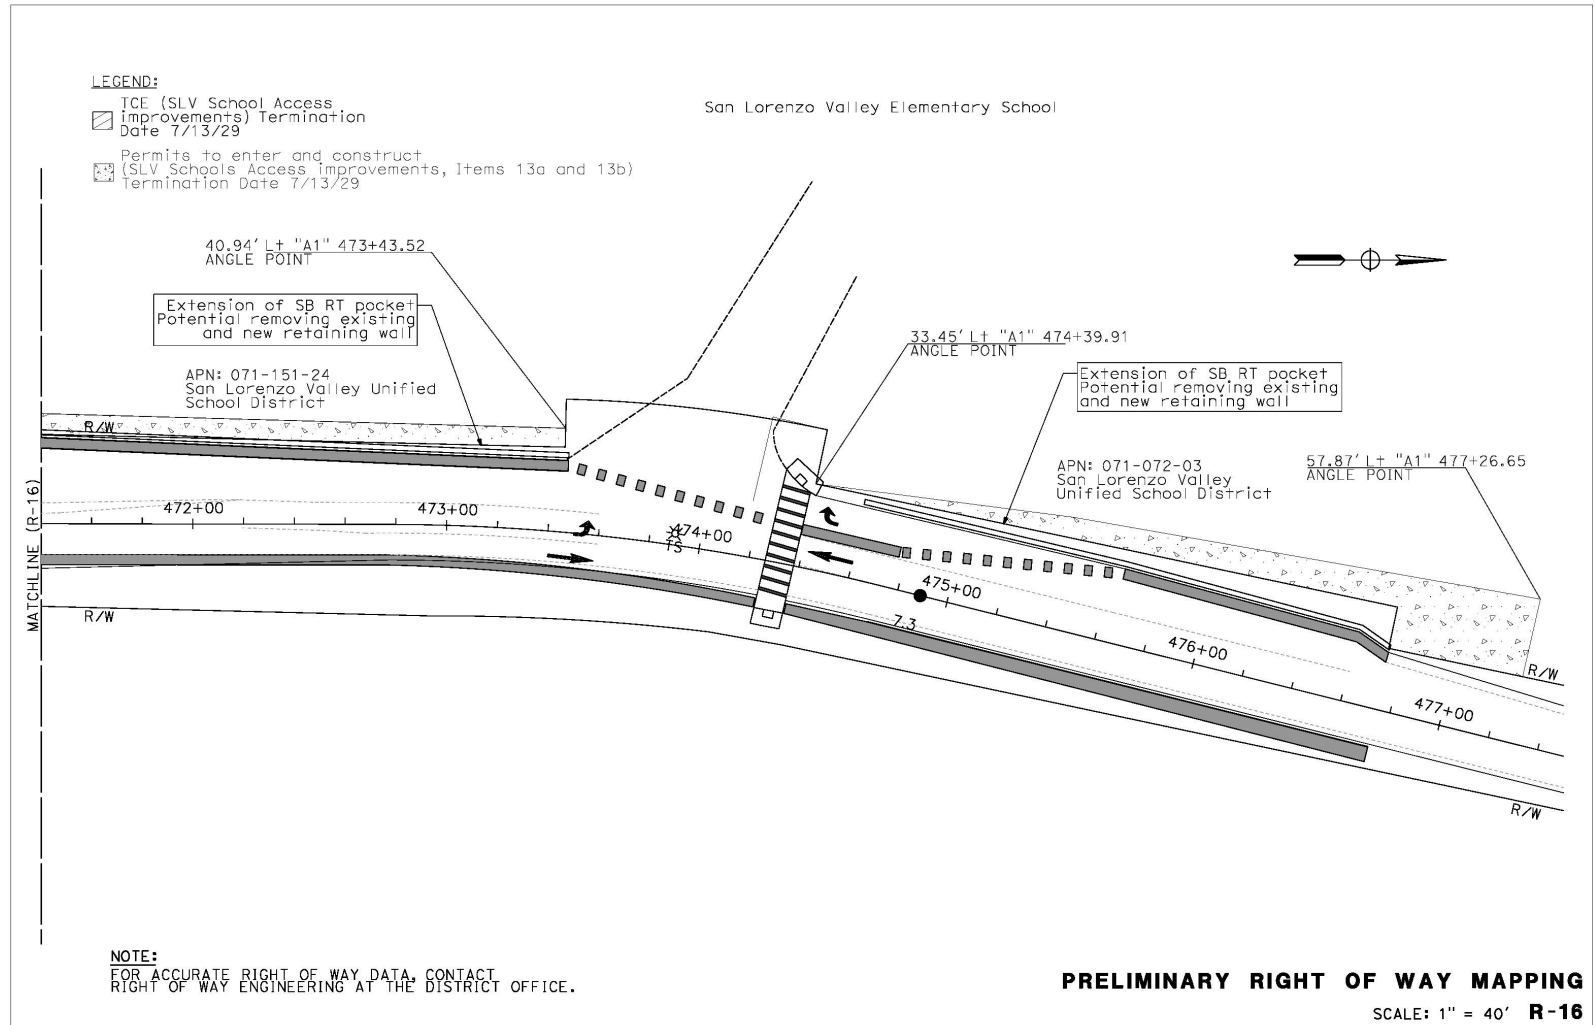 LEGEND:
TCE (SLV School Access
improvements) Termination
Date 7/13/29
Permits to enter and construct
(SLV Schools Access improvements, Items 13a and 13b)
Termination Date 7/13/29
San Lorenzo Valley Elementary School
40.94' Lt "A1" 473+43.52
ANGLE POINT
Extension of SB RT pocket
Potential removing existing
and new retaining wall
APN: 071-151-24
San Lorenzo Valley Unified
School District
33.45' Lt "A1" 474+39.91
ANGLE POINT
Extension of SB RT pocket
Potential removing existing
and new retaining wall
APN: 071-072-03
San Lorenzo Valley
Unified School District
57.87' Lt "A1" 477+26.65
ANGLE POINT
R/W
MATCHLINE (R-16)
472+00
473+00
474+00
TS
475+00
7.3
476+00
477+00
R/W
R/W
R/W
NOTE:
FOR ACCURATE RIGHT OF WAY DATA, CONTACT
RIGHT OF WAY ENGINEERING AT THE DISTRICT OFFICE.
PRELIMINARY RIGHT OF WAY MAPPING
SCALE: 1" = 40' R-16